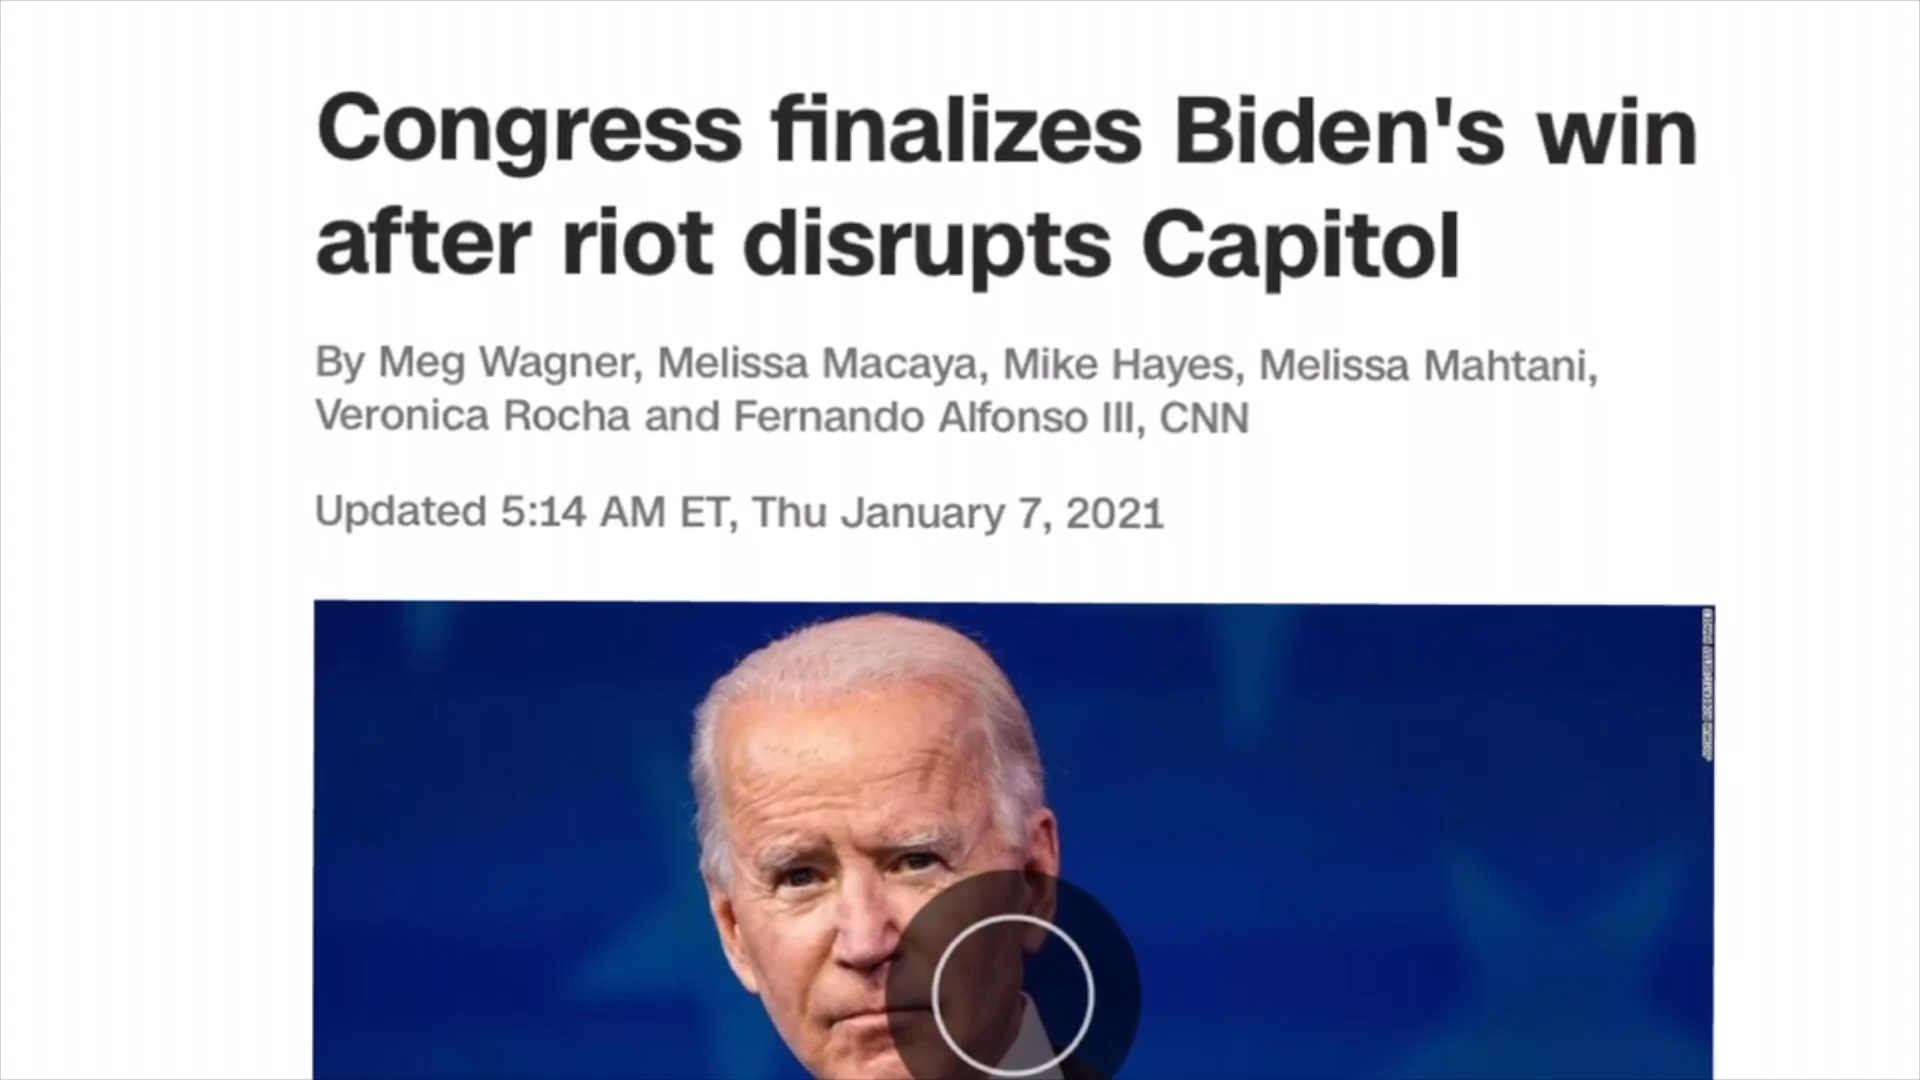 Congress finalizes Biden's win
after riot disrupts Capitol
By Meg Wagner, Melissa Macaya, Mike Hayes, Melissa Mahtani,
Veronica Rocha and Fernando Alfonso III, CNN
Updated 5:14 AM ET, Thu January 7, 2021